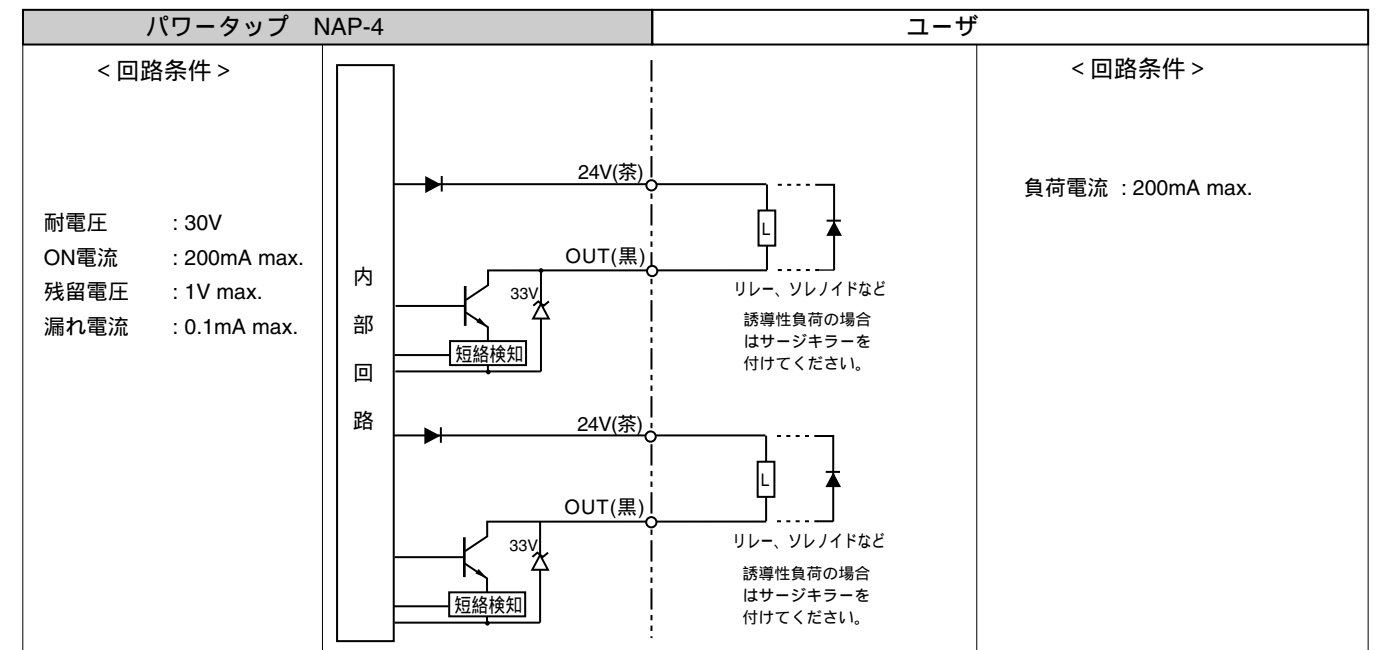 パワータップ NAP-4
ユーザ
<回路条件>
耐電圧 : 30V
ON電流 : 200mA max.
残留電圧 : 1V max.
漏れ電流 : 0.1mA max.
内部回路
24V(茶)
OUT(黒)
33V
短絡検知
L
リレー、ソレノイドなど
誘導性負荷の場合
はサージキラーを
付けてください。
24V(茶)
OUT(黒)
33V
短絡検知
L
リレー、ソレノイドなど
誘導性負荷の場合
はサージキラーを
付けてください。
<回路条件>
負荷電流 : 200mA max.